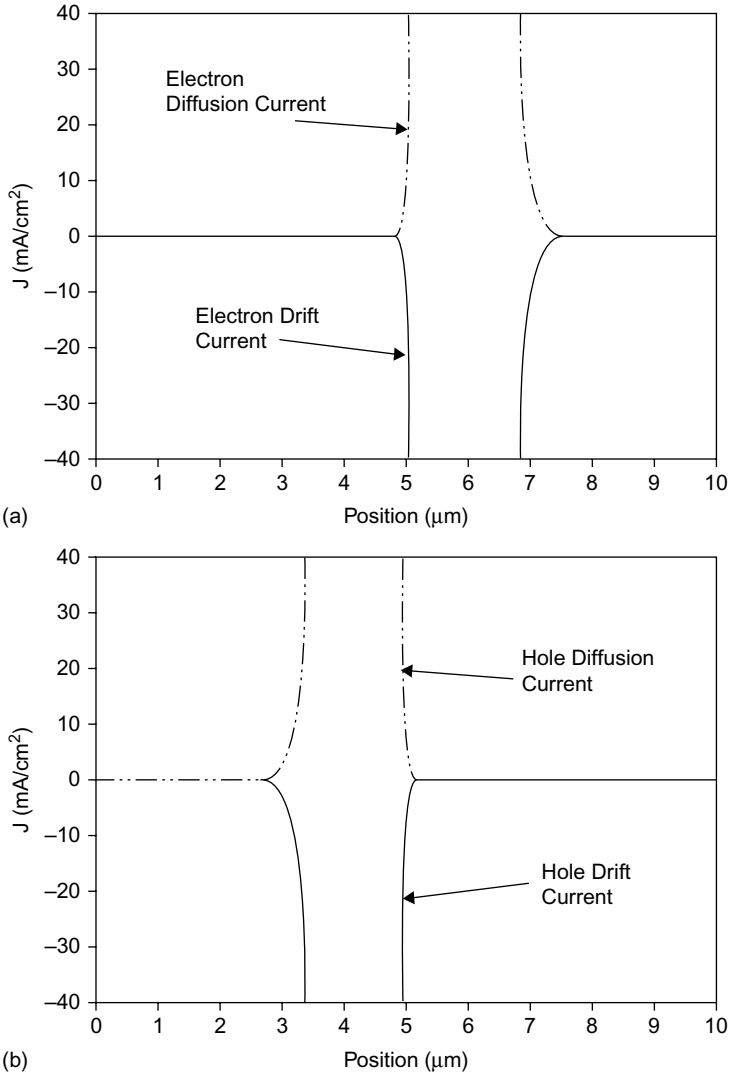 40
30
20
10
0
–10
–20
–30
–40
J (mA/cm2)
Electron
Diffusion Current
Electron Drift
Current
0 1 2 3 4 5 6 7 8 9 10
(a)
Position (μm)
40
30
20
10
0
–10
–20
–30
–40
J (mA/cm2)
Hole Diffusion
Current
Hole Drift
Current
0 1 2 3 4 5 6 7 8 9 10
(b)
Position (μm)